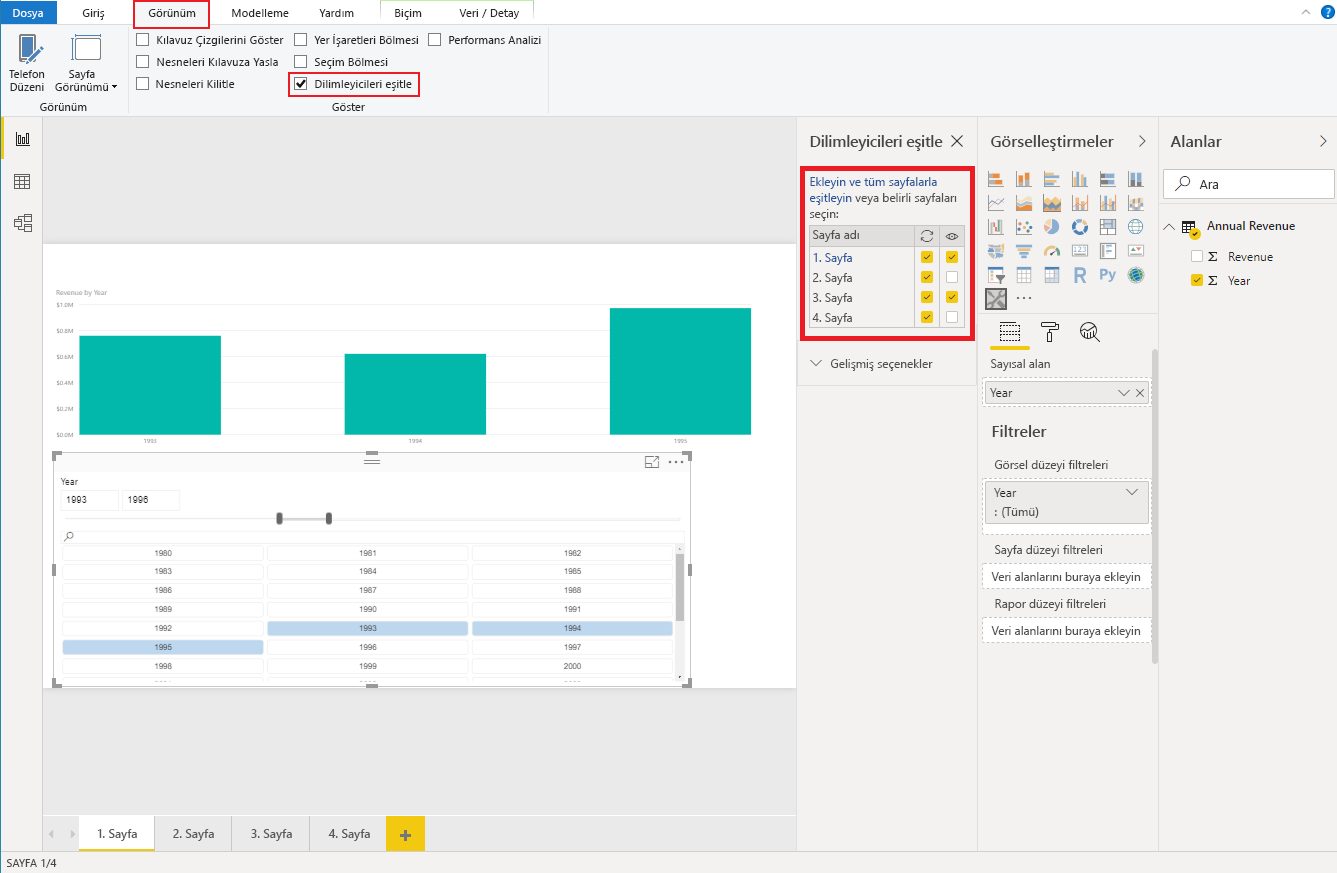 Dosya
Giriş
Görünüm
Modelleme
Yardım
Biçim
Veri / Detay
Telefon
Düzeni
Sayfa
Görünümü
Görünüm
Kılavuz Çizgilerini Göster
Nesneleri Kılavuza Yasla
Nesneleri Kilitle
Yer İşaretleri Bölmesi
Seçim Bölmesi
Dilimleyicileri eşitle
Performans Analizi
Göster
Revenue by Year
$1.0M
$0.8M
$0.6M
$0.4M
$0.2M
$0.0M
1993
1994
1995
Year
1993
1996
1980 1981 1982
1983 1984 1985
1986 1987 1988
1989 1990 1991
1992 1993 1994
1995 1996 1997
1998 1999 2000
Dilimleyicileri eşitle
Ekleyin ve tüm sayfalarla
eşitleyin veya belirli sayfaları
seçin:
Sayfa adı
1. Sayfa
2. Sayfa
3. Sayfa
4. Sayfa
Gelişmiş seçenekler
Görselleştirmeler
123
R
Py
Sayısal alan
Year
Filtreler
Görsel düzeyi filtreleri
Year
: (Tümü)
Sayfa düzeyi filtreleri
Veri alanlarını buraya ekleyin
Rapor düzeyi filtreleri
Veri alanlarını buraya ekleyin
Alanlar
Ara
Annual Revenue
Σ Revenue
Σ Year
1. Sayfa
2. Sayfa
3. Sayfa
4. Sayfa
SAYFA 1/4